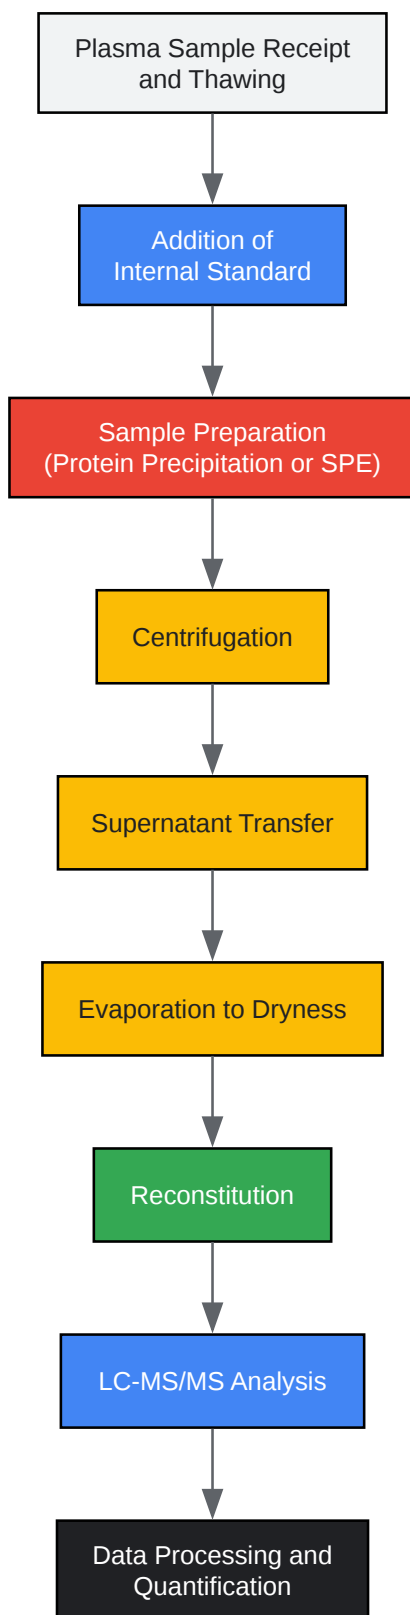 Plasma Sample Receipt
and Thawing
Addition of
Internal Standard
Sample Preparation
(Protein Precipitation or SPE)
Centrifugation
Supernatant Transfer
Evaporation to Dryness
Reconstitution
LC-MS/MS Analysis
Data Processing and
Quantification